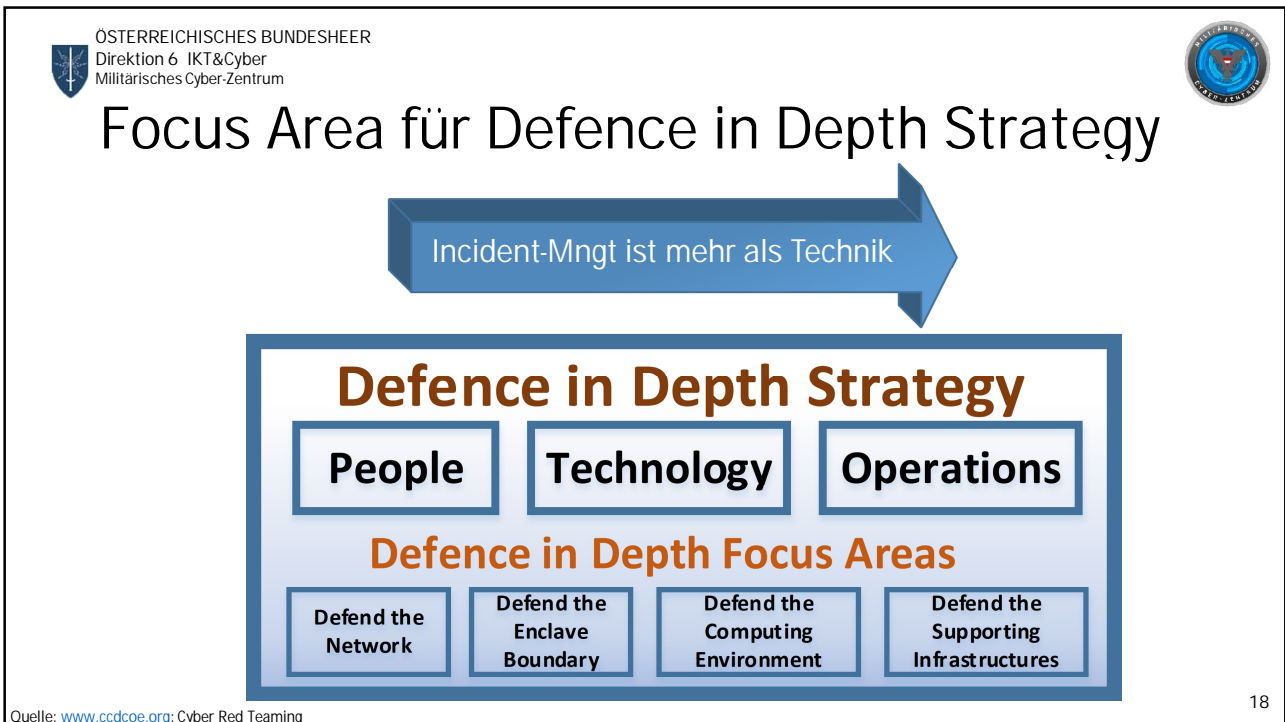 ÖSTERREICHISCHES BUNDESHEER
Direktion 6 IKT&Cyber
Militärisches Cyber-Zentrum
MILITÄRISCHES
CYBER-ZENTRUM
Focus Area für Defence in Depth Strategy
Incident-Mngt ist mehr als Technik
Defence in Depth Strategy
People
Technology
Operations
Defence in Depth Focus Areas
Defend the
Network
Defend the
Enclave
Boundary
Defend the
Computing
Environment
Defend the
Supporting
Infrastructures
Quelle: www.ccdcoe.org: Cyber Red Teaming
18